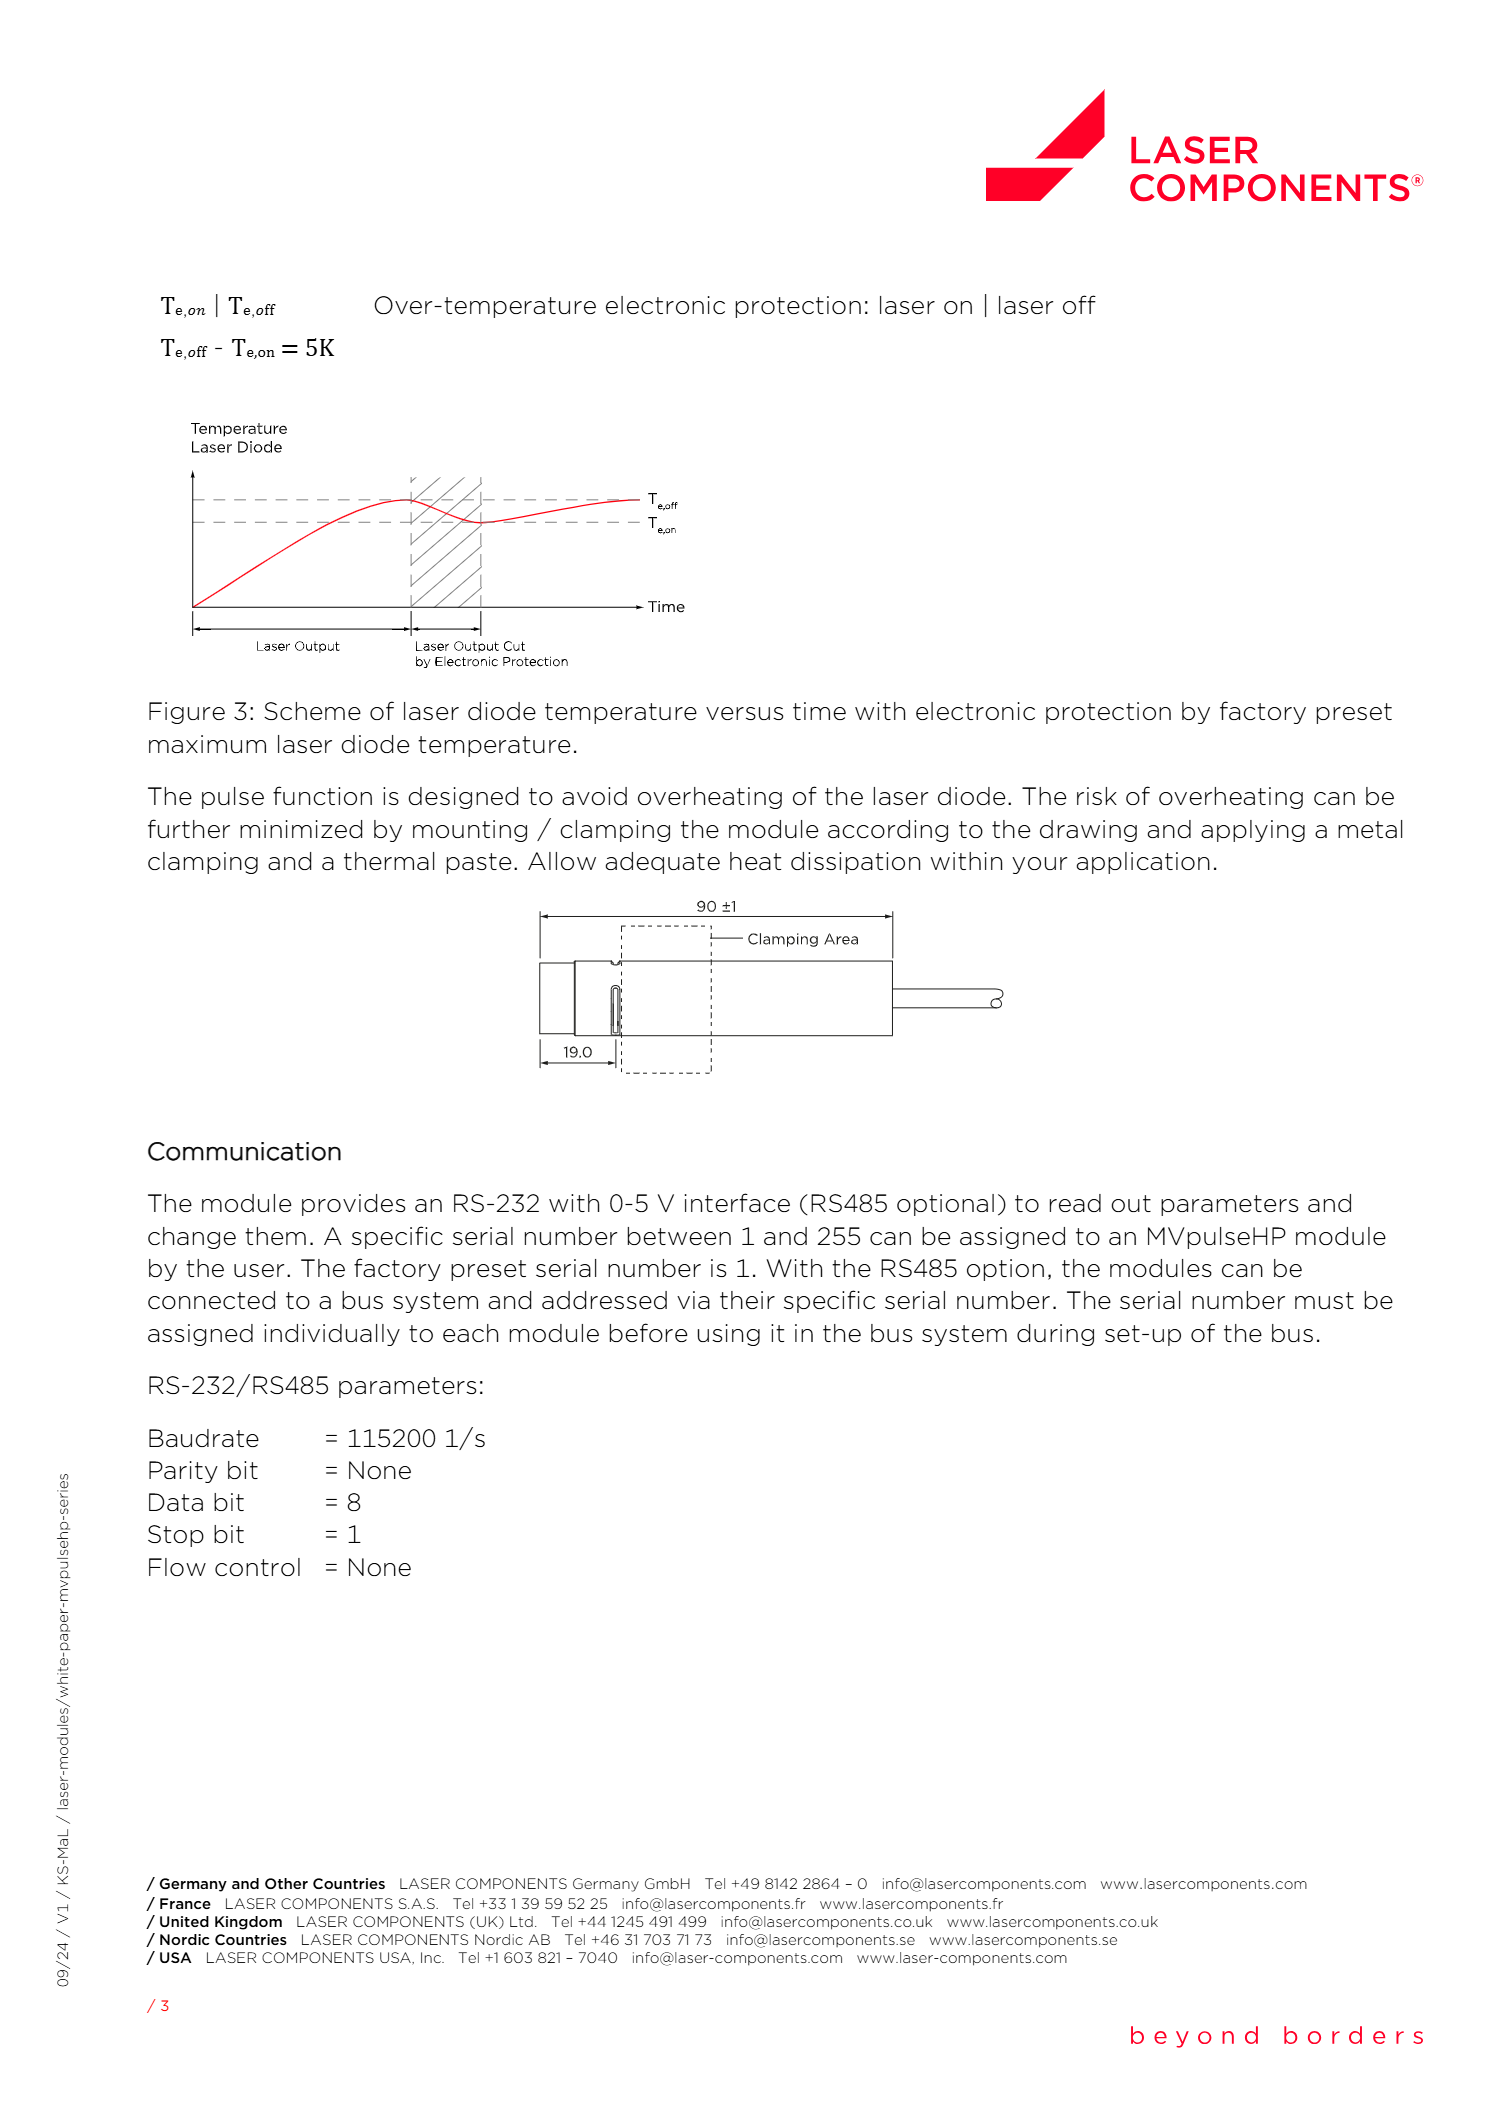 LASER
COMPONENTS®
Te,on | Te,off Over-temperature electronic protection: laser on | laser off
Te,off - Te,on = 5K
Temperature
Laser Diode
Te,off
Te,on
Time
Laser Output
Laser Output Cut
by Electronic Protection
Figure 3: Scheme of laser diode temperature versus time with electronic protection by factory preset
maximum laser diode temperature.
The pulse function is designed to avoid overheating of the laser diode. The risk of overheating can be
further minimized by mounting / clamping the module according to the drawing and applying a metal
clamping and a thermal paste. Allow adequate heat dissipation within your application.
90 ±1
Clamping Area
19.0
Communication
The module provides an RS-232 with 0-5 V interface (RS485 optional) to read out parameters and
change them. A specific serial number between 1 and 255 can be assigned to an MVpulseHP module
by the user. The factory preset serial number is 1. With the RS485 option, the modules can be
connected to a bus system and addressed via their specific serial number. The serial number must be
assigned individually to each module before using it in the bus system during set-up of the bus.
RS-232/RS485 parameters:
Baudrate = 115200 1/s
Parity bit = None
Data bit = 8
Stop bit = 1
Flow control = None
09/24 / V1 / KS-MaL / laser-modules/white-paper-mvpulsehp-series
/ Germany and Other Countries LASER COMPONENTS Germany GmbH Tel +49 8142 2864 – 0 info@lasercomponents.com www.lasercomponents.com
/ France LASER COMPONENTS S.A.S. Tel +33 1 39 59 52 25 info@lasercomponents.fr www.lasercomponents.fr
/ United Kingdom LASER COMPONENTS (UK) Ltd. Tel +44 1245 491 499 info@lasercomponents.co.uk www.lasercomponents.co.uk
/ Nordic Countries LASER COMPONENTS Nordic AB Tel +46 31 703 71 73 info@lasercomponents.se www.lasercomponents.se
/ USA LASER COMPONENTS USA, Inc. Tel +1 603 821 – 7040 info@laser-components.com www.laser-components.com
/ 3
beyond borders